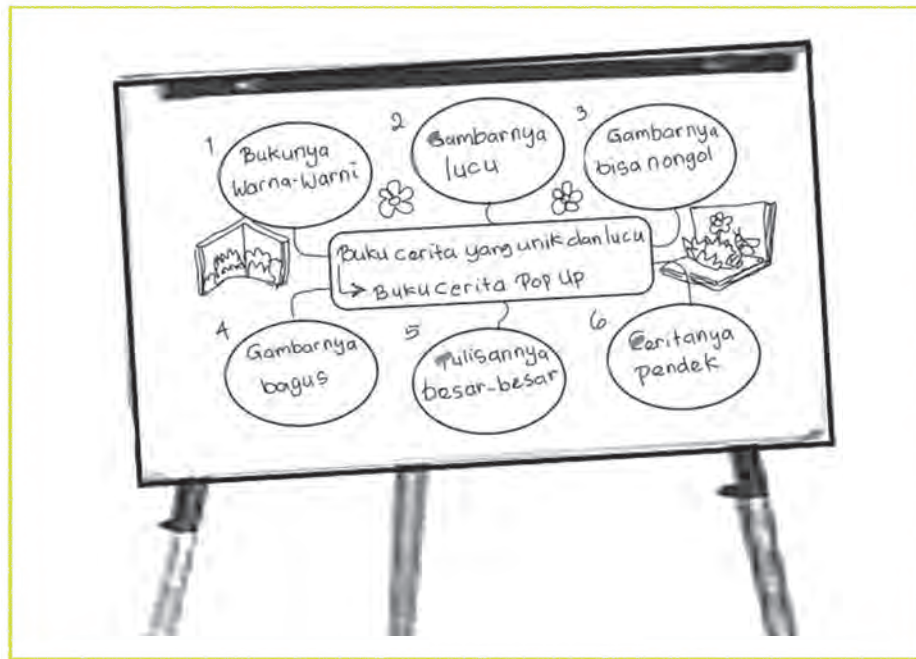 1
Bukunya
Warna-Warni
2
Gambarnya
lucu
3
Gambarnya
bisa nongol
Buku cerita yang unik dan lucu
Buku cerita Pop Up
4
Gambarnya
bagus
5
Tulisannya
besar-besar
6
Ceritanya
pendek